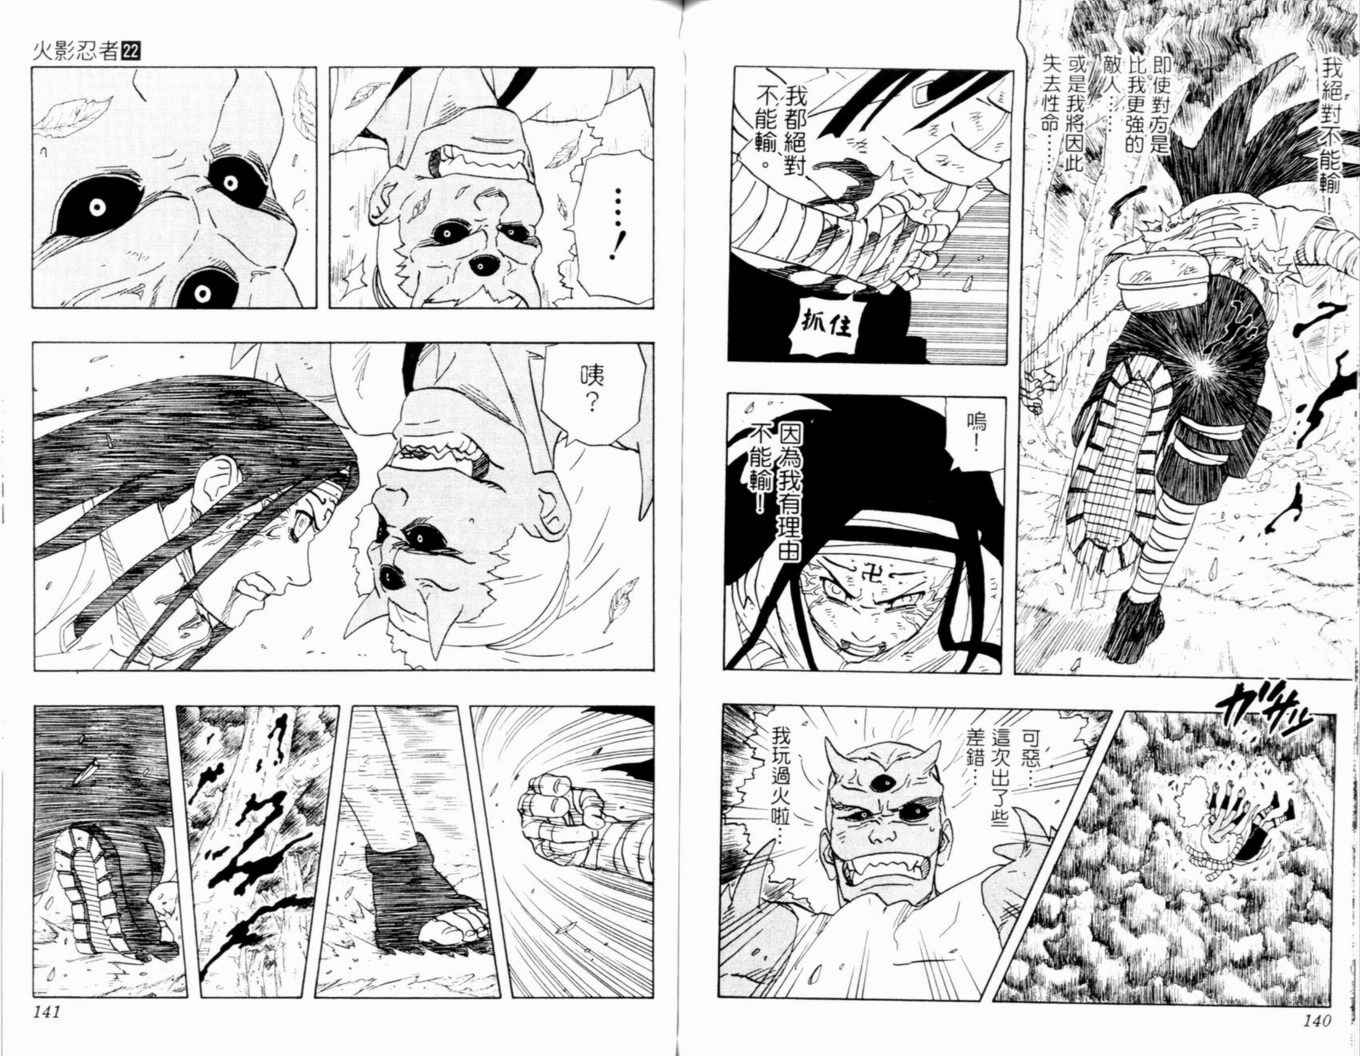 我絕對不能輸！
即使對方是
比我更強的
敵人……
或是我將因此
失去性命……
我都絕對
不能輸。
抓住
嗚！
因為我有理由
不能輸！
ガサッ
可惡…
這次出了些
差錯…
我玩過火啦…
140
火影忍者22
……！
咦？
141